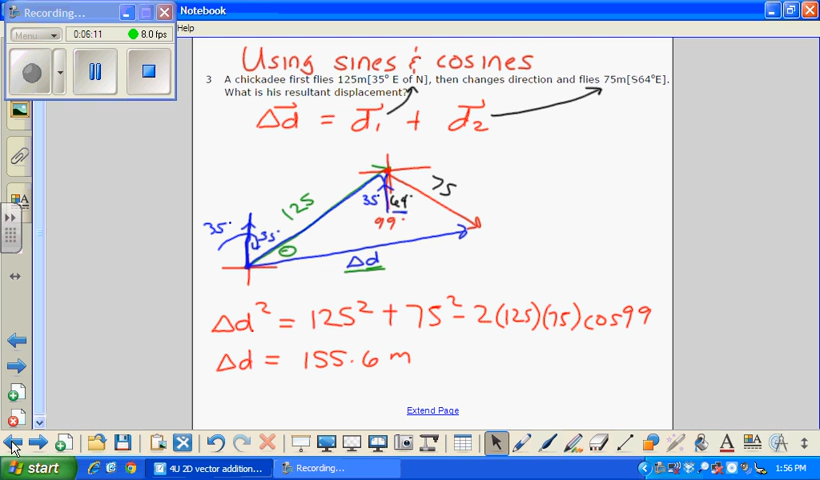 Recording...
Notebook
Menu
0:06:11
8.0 fps
Help
Using sines & cosines
3 A chickadee first flies 125m[35° E of N], then changes direction and flies 75m[S64°E].
What is his resultant displacement?
Δd = d₁ + d₂
125
35°
64°
75
99°
35°
35°
θ
Δd
Δd² = 125² + 75² - 2(125)(75)cos99
Δd = 155.6 m
Extend Page
start
4U 2D vector addition...
Recording...
1:56 PM